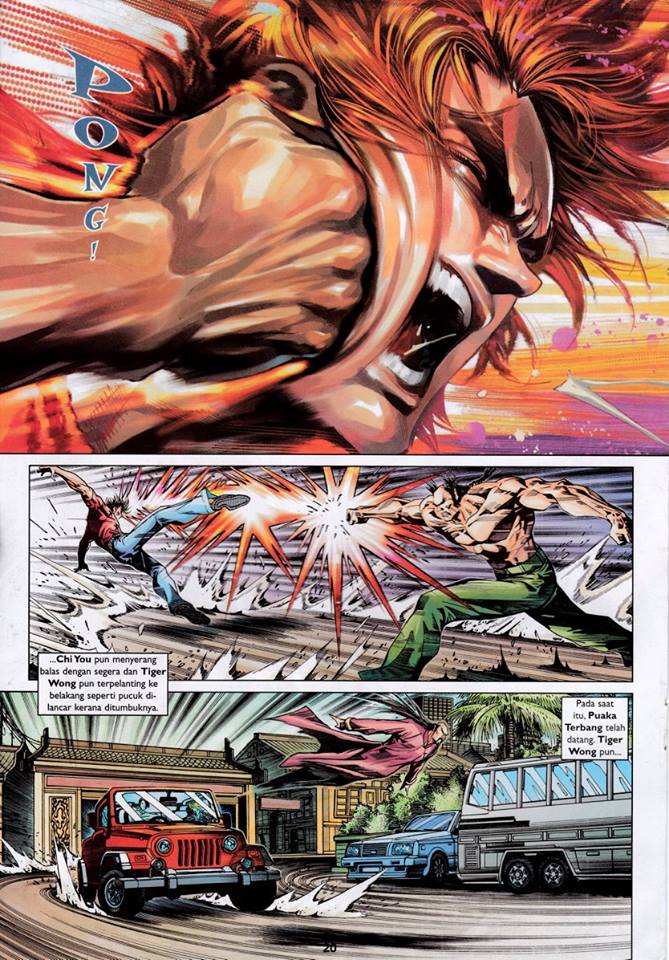 PONG!
...Chi You pun menyerang
balas dengan segera dan Tiger
Wong pun terpelanting ke
belakang seperti pucuk di-
lancar kerana ditumbuknya.
Pada saat
itu, Puaka
Terbang telah
datang. Tiger
Wong pun...
20